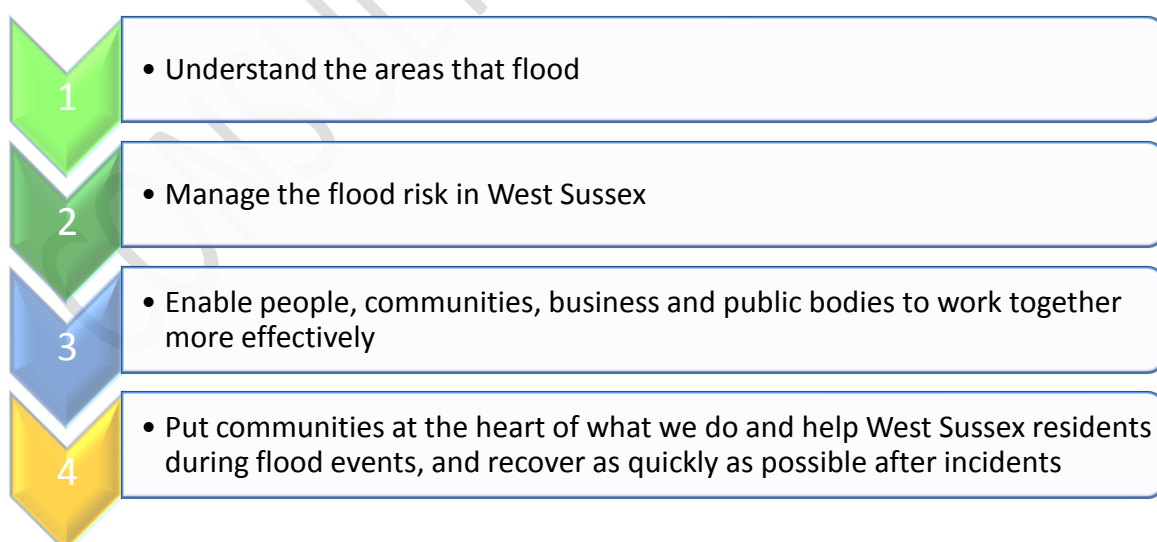 1
• Understand the areas that flood
2
• Manage the flood risk in West Sussex
3
• Enable people, communities, business and public bodies to work together
more effectively
4
• Put communities at the heart of what we do and help West Sussex residents
during flood events, and recover as quickly as possible after incidents